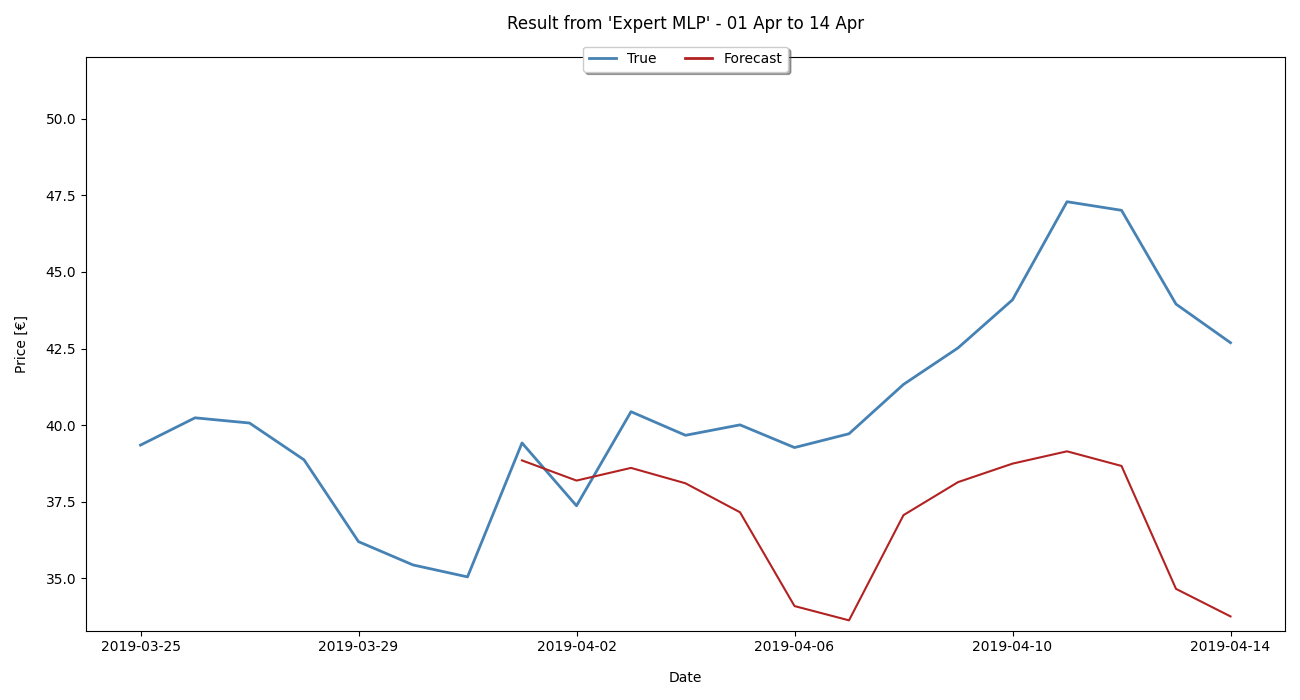 Result from 'Expert MLP' - 01 Apr to 14 Apr
True Forecast
50.0
47.5
45.0
42.5
40.0
37.5
35.0
Price [€]
2019-03-25 2019-03-29 2019-04-02 2019-04-06 2019-04-10 2019-04-14
Date